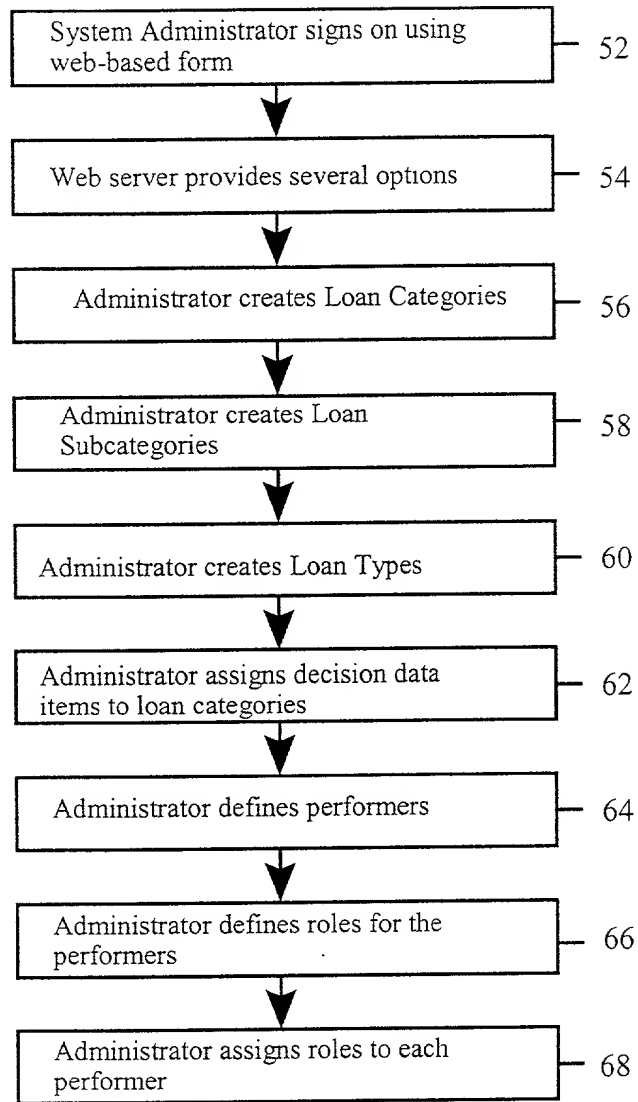 System Administrator signs on using
web-based form
52
Web server provides several options
54
Administrator creates Loan Categories
56
Administrator creates Loan
Subcategories
58
Administrator creates Loan Types
60
Administrator assigns decision data
items to loan categories
62
Administrator defines performers
64
Administrator defines roles for the
performers
66
Administrator assigns roles to each
performer
68